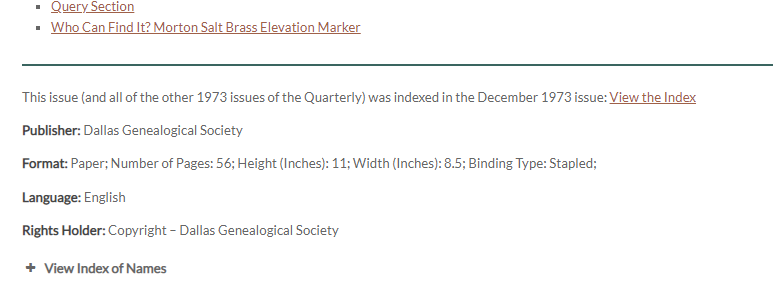 Query Section
Who Can Find It? Morton Salt Brass Elevation Marker
This issue (and all of the other 1973 issues of the Quarterly) was indexed in the December 1973 issue: View the Index
Publisher: Dallas Genealogical Society
Format: Paper; Number of Pages: 56; Height (Inches): 11; Width (Inches): 8.5; Binding Type: Stapled;
Language: English
Rights Holder: Copyright – Dallas Genealogical Society
+ View Index of Names